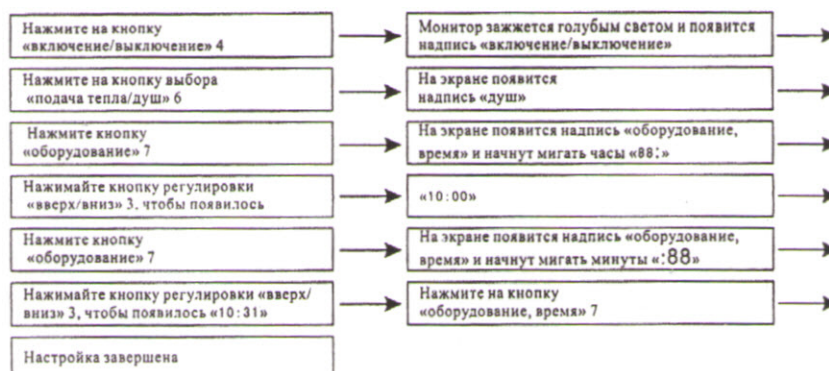 Нажмите на кнопку
«включение/выключение» 4
Монитор зажжется голубым светом и появится
надпись «включение/выключение»
Нажмите на кнопку выбора
«подача тепла/душ» 6
На экране появится
надпись «душ»
Нажмите кнопку
«оборудование» 7
На экране появится надпись «оборудование,
время» и начнут мигать часы «88:»
Нажимайте кнопку регулировки
«вверх/вниз» 3, чтобы появилось
«10:00»
Нажмите кнопку
«оборудование» 7
На экране появится надпись «оборудование,
время» и начнут мигать минуты «:88»
Нажимайте кнопку регулировки «вверх/
вниз» 3, чтобы появилось «10:31»
Нажмите на кнопку
«оборудование, время» 7
Настройка завершена